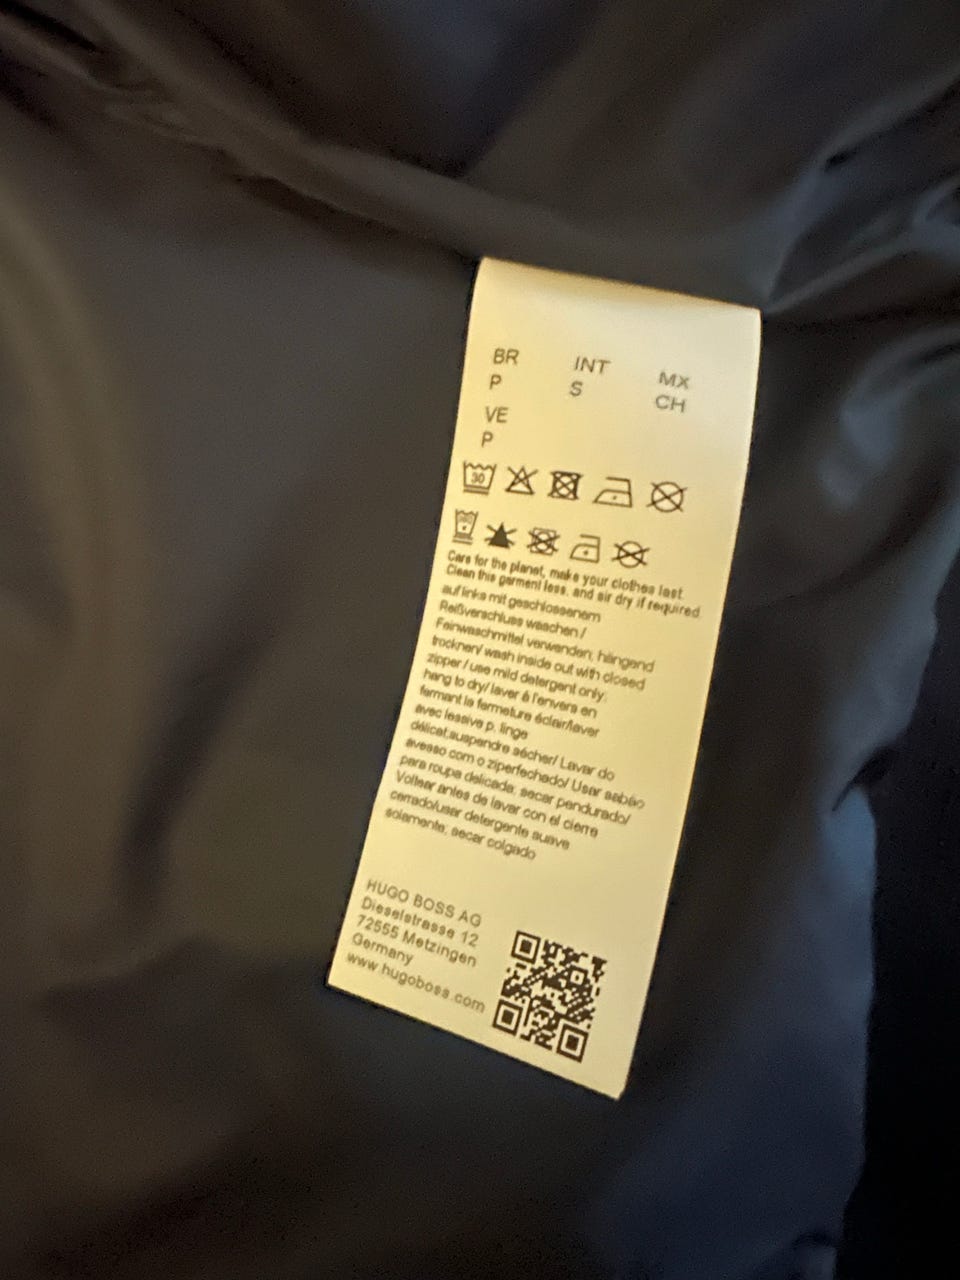 BR INT MX
P S CH
VE
P
30
Care for the planet, make your clothes last.
Clean this garment less, and air dry if required.
auf links mit geschlossenem
Reißverschluss waschen /
Feinwaschmittel verwenden; hängend
trocknen/ wash inside out with closed
zipper / use mild detergent only;
hang to dry/ laver à l'envers en
fermant la fermeture éclair/laver
avec lessive p. linge
délicat;suspendre sécher/ Lavar do
avesso com o ziperfechado/ Usar sabão
para roupa delicada; secar pendurado/
Voltear antes de lavar con el cierre
cerrado/usar detergente suave
solamente; secar colgado
HUGO BOSS AG
Dieselstrasse 12
72555 Metzingen
Germany
www.hugoboss.com